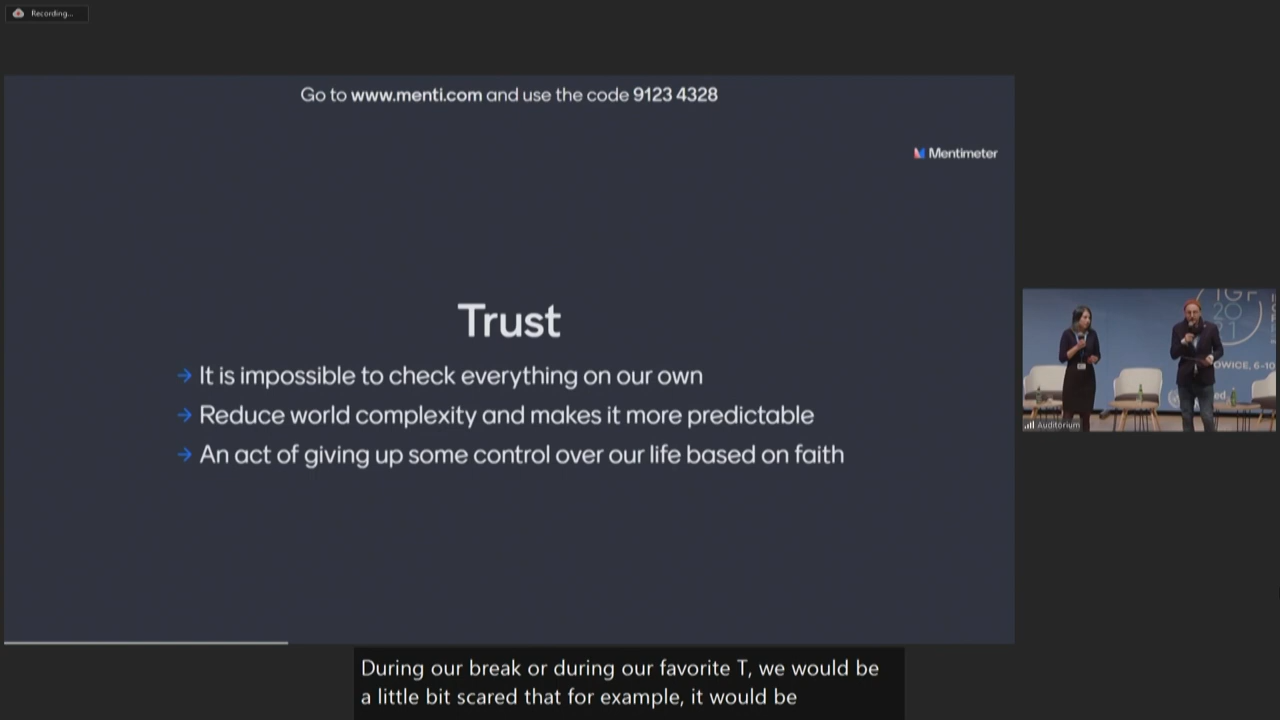 Recording...
Go to www.menti.com and use the code 9123 4328
Mentimeter
Trust
→ It is impossible to check everything on our own
→ Reduce world complexity and makes it more predictable
→ An act of giving up some control over our life based on faith
IGF
20
21
OWICE, 6-10
Auditorium
During our break or during our favorite T, we would be
a little bit scared that for example, it would be